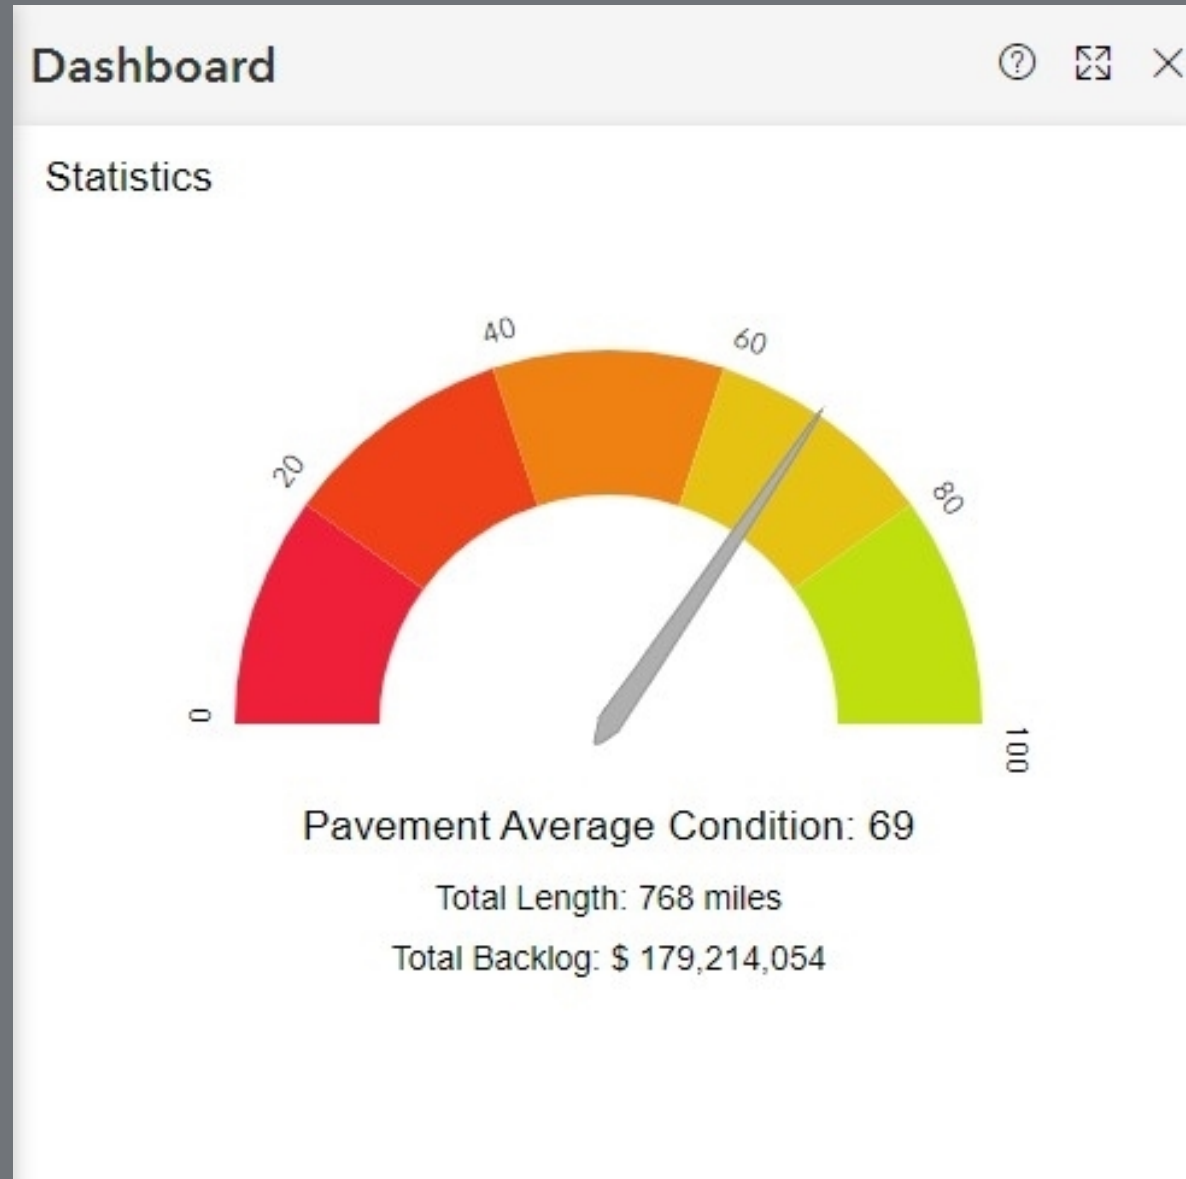 Dashboard
Statistics
0
20
40
60
80
100
Pavement Average Condition: 69
Total Length: 768 miles
Total Backlog: $ 179,214,054